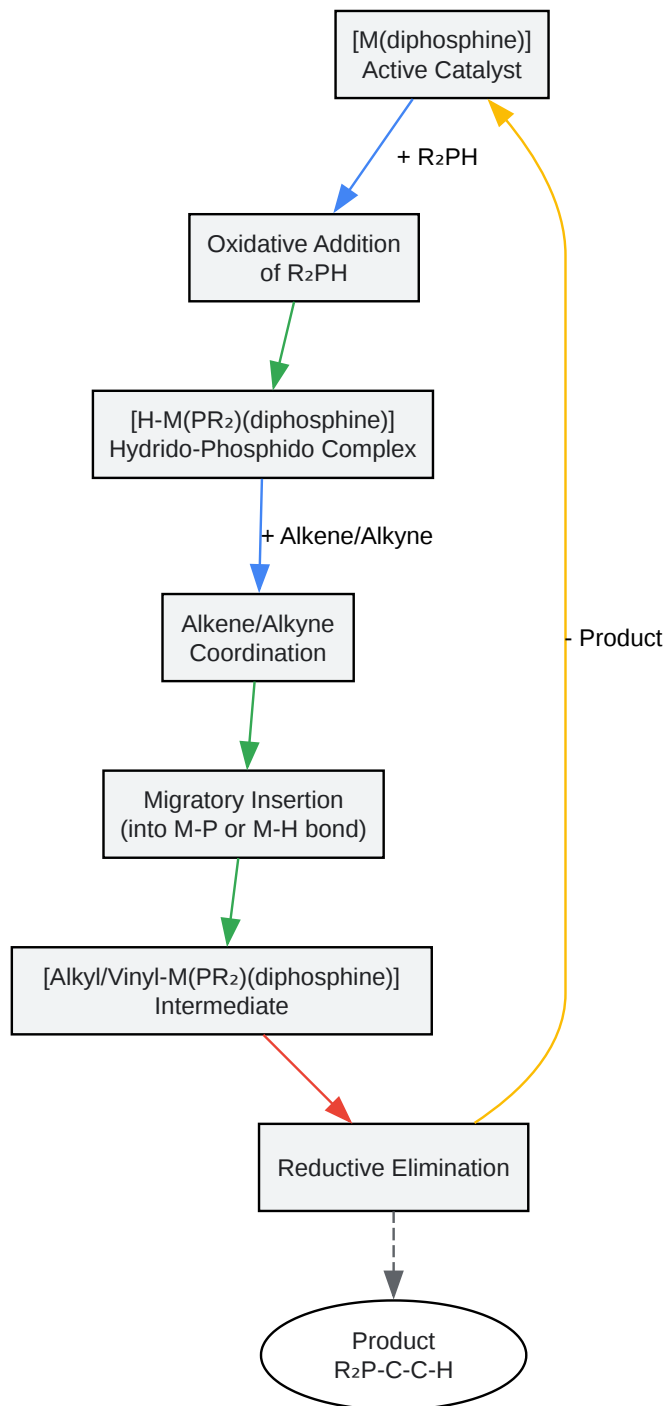 [M(diphosphine)]
Active Catalyst
+ R₂PH
Oxidative Addition
of R₂PH
[H-M(PR₂)(diphosphine)]
Hydrido-Phosphido Complex
+ Alkene/Alkyne
Alkene/Alkyne
Coordination
- Product
Migratory Insertion
(into M-P or M-H bond)
[Alkyl/Vinyl-M(PR₂)(diphosphine)]
Intermediate
Reductive Elimination
Product
R₂P-C-C-H